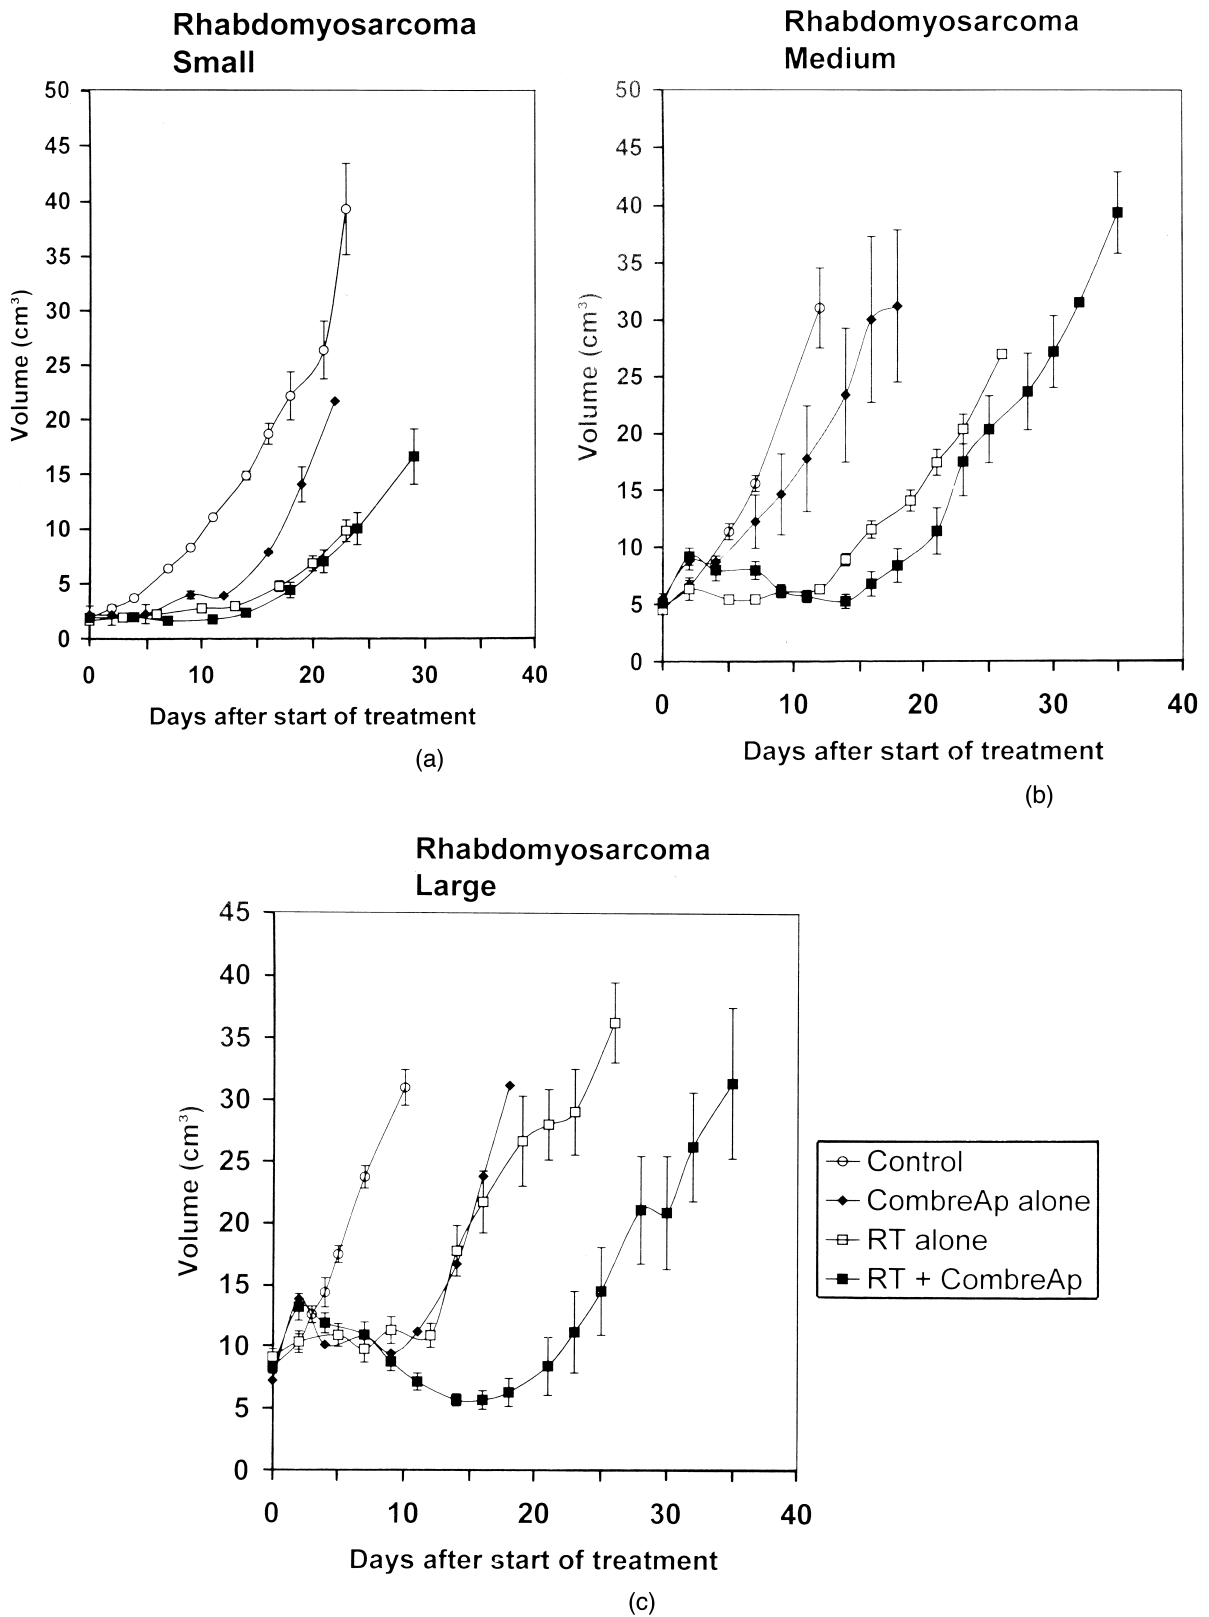 Rhabdomyosarcoma
Small
50
45
40
35
30
25
20
15
10
5
0
Volume (cm³)
0 10 20 30 40
Days after start of treatment
(a)
Rhabdomyosarcoma
Medium
50
45
40
35
30
25
20
15
10
5
0
Volume (cm³)
0 10 20 30 40
Days after start of treatment
(b)
Rhabdomyosarcoma
Large
45
40
35
30
25
20
15
10
5
0
Volume (cm³)
0 10 20 30 40
Days after start of treatment
(c)
Control
CombreAp alone
RT alone
RT + CombreAp